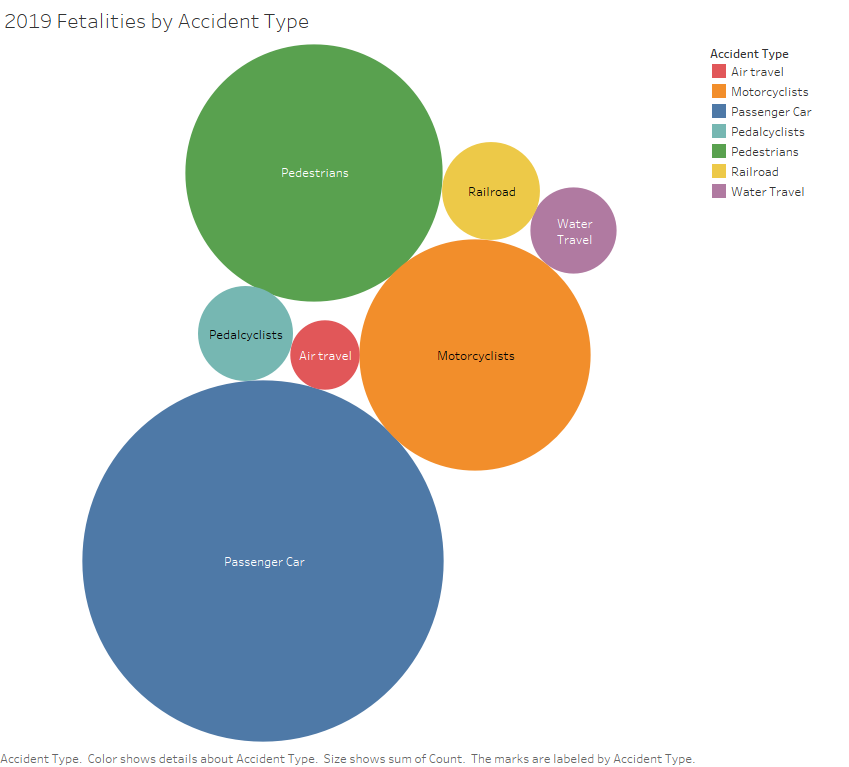 2019 Fetalities by Accident Type
Accident Type
Air travel
Motorcyclists
Passenger Car
Pedalcyclists
Pedestrians
Railroad
Water Travel
Pedestrians
Railroad
Water
Travel
Pedalcyclists
Air travel
Motorcyclists
Passenger Car
Accident Type.  Color shows details about Accident Type.  Size shows sum of Count.  The marks are labeled by Accident Type.